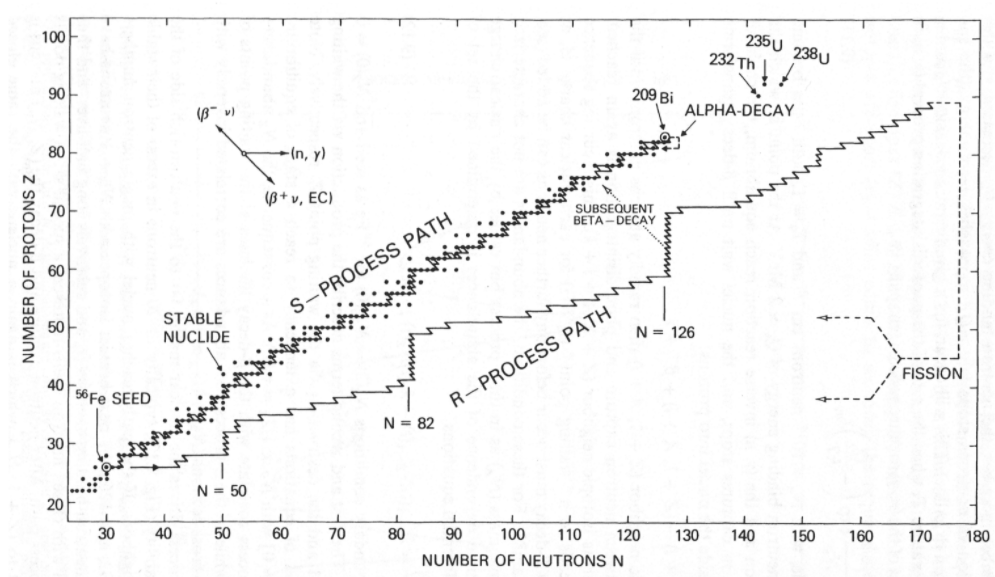 NUMBER OF PROTONS Z
100
90
80
70
60
50
40
30
20
(β⁻ ν)
(n, γ)
(β⁺ ν, EC)
235U
232Th
238U
209Bi
ALPHA-DECAY
SUBSEQUENT
BETA-DECAY
S-PROCESS PATH
STABLE
NUCLIDE
R-PROCESS PATH
N = 126
FISSION
56Fe SEED
N = 82
N = 50
30
40
50
60
70
80
90
100
110
120
130
140
150
160
170
180
NUMBER OF NEUTRONS N